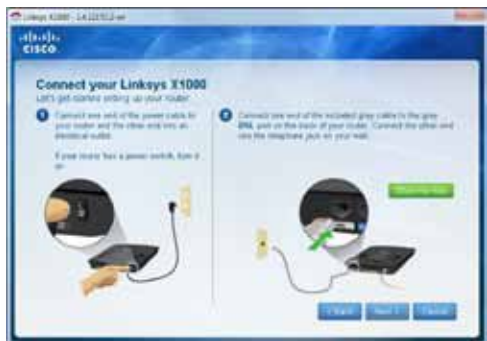 CISCO
Connect your Linksys X1000
Let's get started setting up your router.
1 Connect one end of the power cable to
your router and the other end into an
electrical outlet.
If your router has a power switch, turn it
on.
2 Connect one end of the included gray cable to the gray
DSL port on the back of your router. Connect the other end
into the telephone jack on your wall.
Back
Next
Cancel